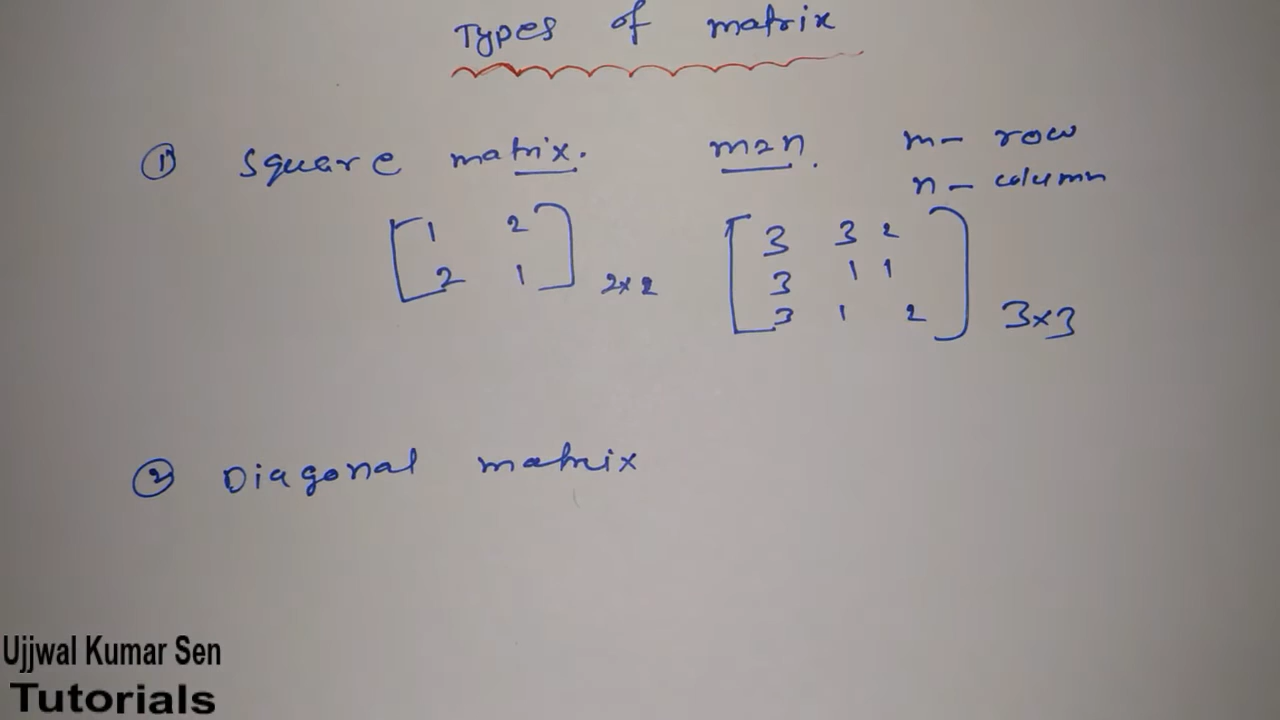 Types of matrix
① Square matrix. m=n. m- row
n- column
1 2
2 1 2×2
3 3 2
3 1 1
3 1 2 3×3
② Diagonal matrix
Ujjwal Kumar Sen
Tutorials